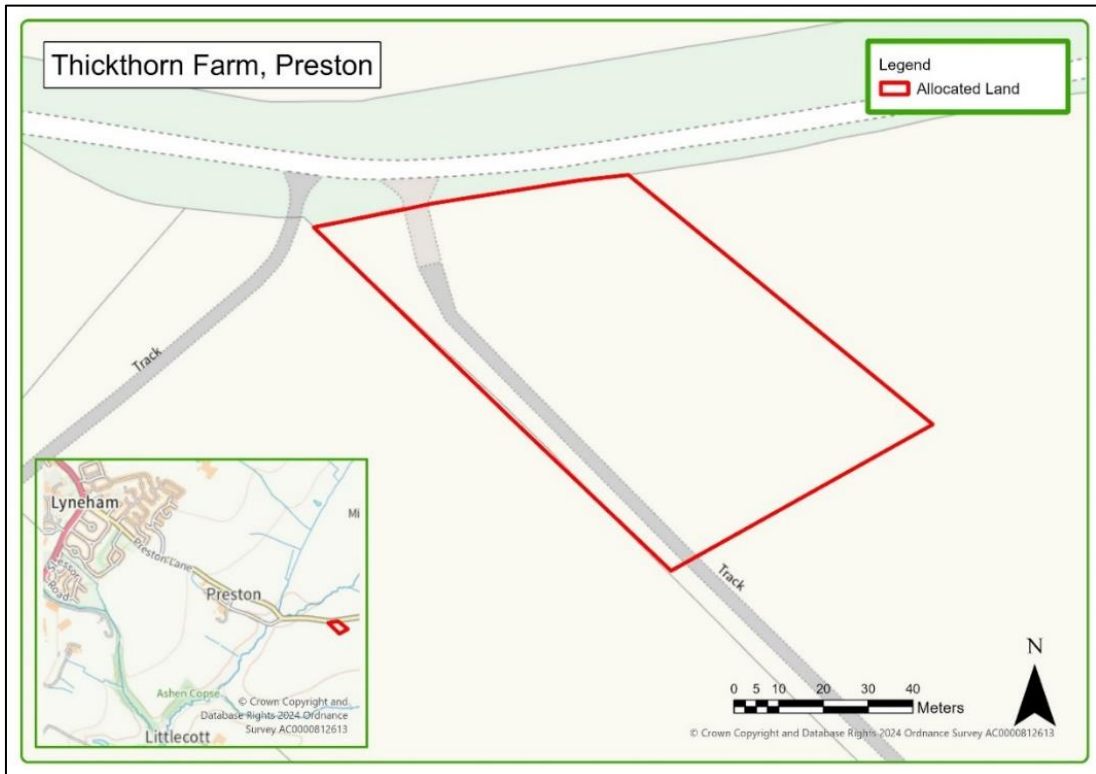 Thickthorn Farm, Preston
Legend
Allocated Land
Track
Track
Lyneham
Preston Lane
Preston
Mi
Road
Ashen Copse
Littlecott
© Crown Copyright and
Database Rights 2024 Ordnance
Survey AC0000812613
N
0 5 10 20 30 40
Meters
© Crown Copyright and Database Rights 2024 Ordnance Survey AC0000812613